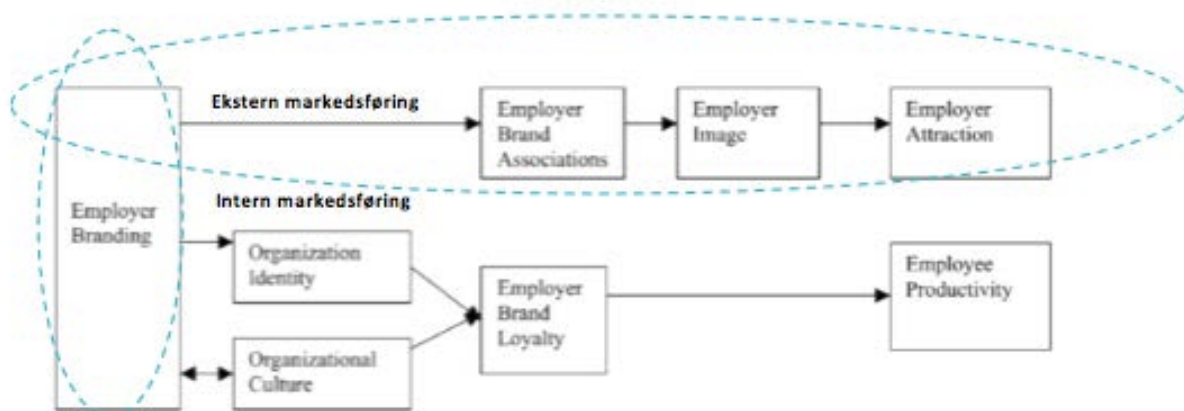 Ekstern markedsføring
Employer
Brand
Associations
Employer
Image
Employer
Attraction
Employer
Branding
Intern markedsføring
Organization
Identity
Organizational
Culture
Employer
Brand
Loyalty
Employee
Productivity